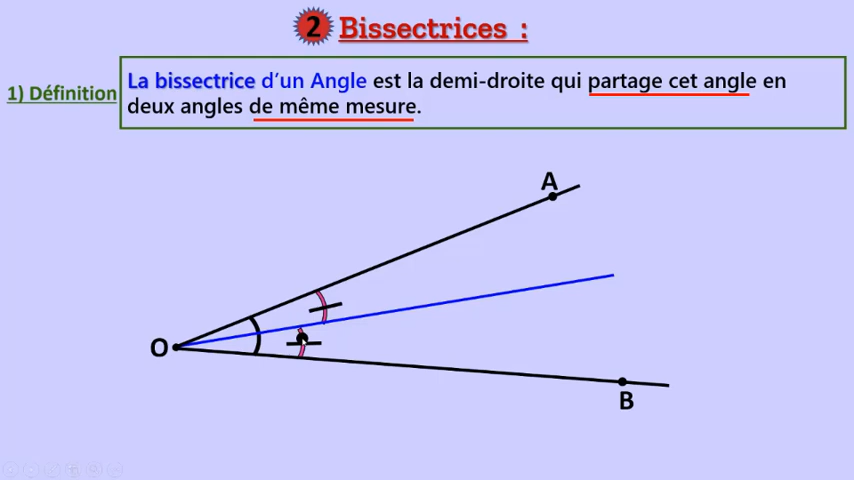 2 Bissectrices :
1) Définition
La bissectrice d'un Angle est la demi-droite qui partage cet angle en
deux angles de même mesure.
A
O
B